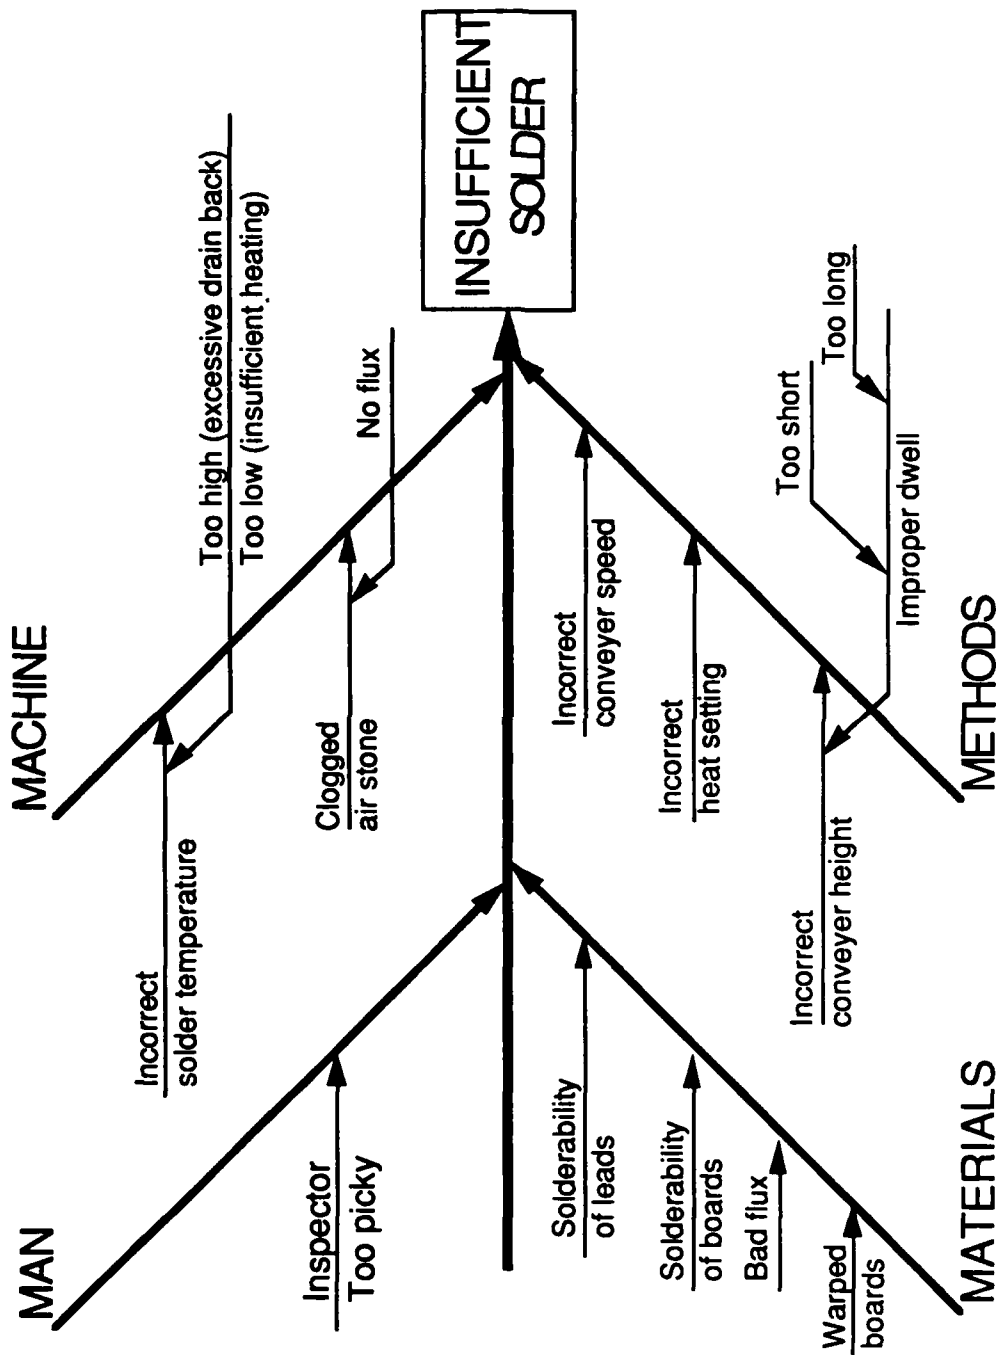 MAN
MACHINE
Incorrect
solder temperature
Too high (excessive drain back)
Too low (insufficient heating)
Inspector
Too picky
Clogged
air stone
No flux
INSUFFICIENT
SOLDER
Solderability
of leads
Solderability
of boards
Bad flux
Warped
boards
Incorrect
conveyer speed
Incorrect
heat setting
Incorrect
conveyer height
Too short
Too long
Improper dwell
MATERIALS
METHODS